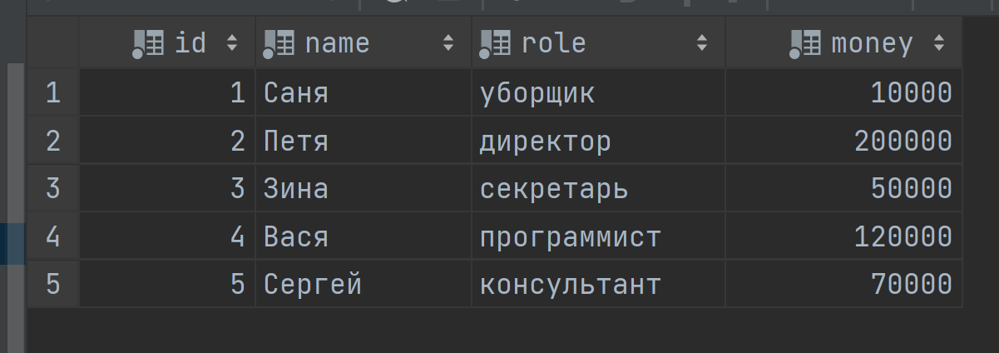 id name role money
1 1 Саня уборщик 10000
2 2 Петя директор 200000
3 3 Зина секретарь 50000
4 4 Вася программист 120000
5 5 Сергей консультант 70000